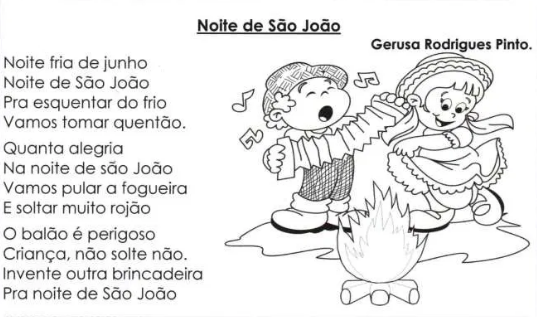 Noite de São João
Gerusa Rodrigues Pinto.
Noite fria de junho
Noite de São João
Pra esquentar do frio
Vamos tomar quentão.
Quanta alegria
Na noite de são João
Vamos pular a fogueira
E soltar muito rojão
O balão é perigoso
Criança, não solte não.
Invente outra brincadeira
Pra noite de São João